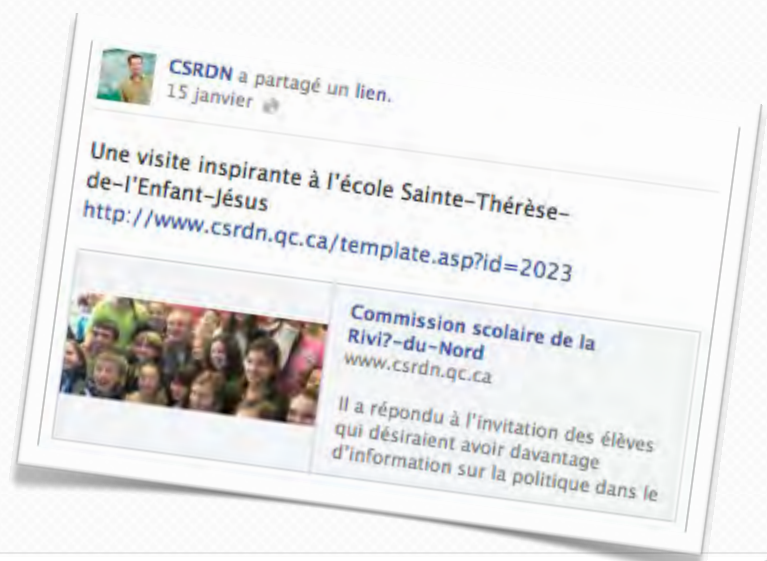 CSRDN a partagé un lien.
15 janvier
Une visite inspirante à l'école Sainte-Thérèse-
de-l'Enfant-Jésus
http://www.csrdn.qc.ca/template.asp?id=2023
Commission scolaire de la
Rivi?-du-Nord
www.csrdn.qc.ca
Il a répondu à l'invitation des élèves
qui désiraient avoir davantage
d'information sur la politique dans le